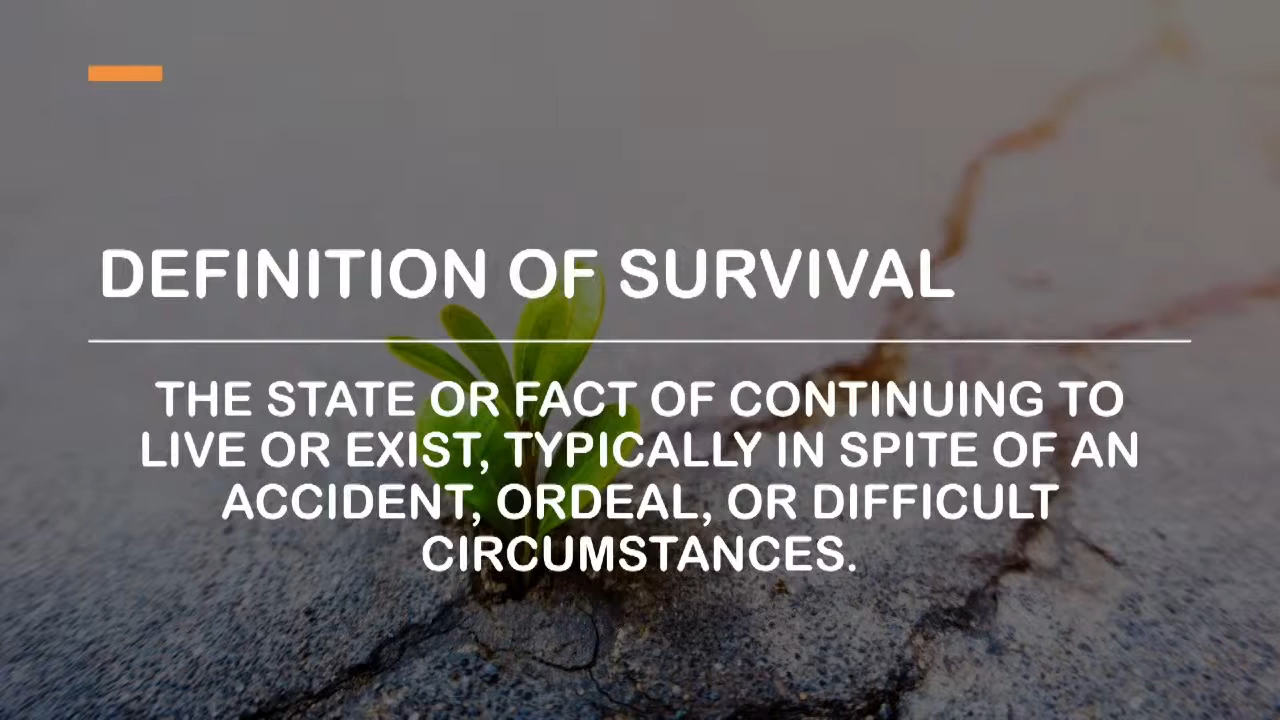 DEFINITION OF SURVIVAL
THE STATE OR FACT OF CONTINUING TO
LIVE OR EXIST, TYPICALLY IN SPITE OF AN
ACCIDENT, ORDEAL, OR DIFFICULT
CIRCUMSTANCES.